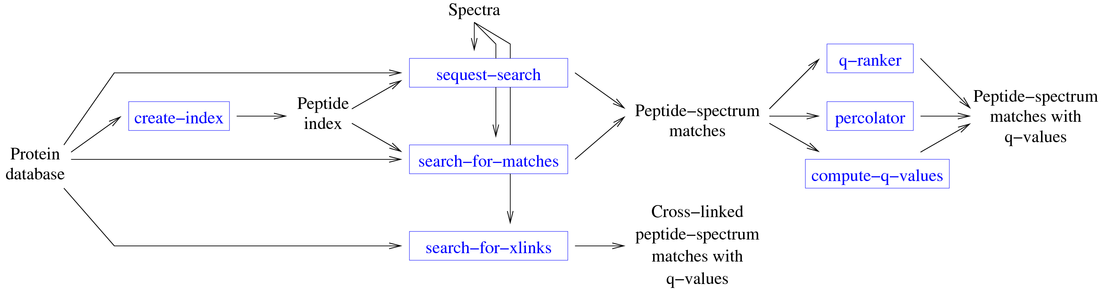 Spectra
sequest−search
q−ranker
Peptide
index
create−index
Peptide−spectrum
matches
percolator
Peptide−spectrum
matches with
q−values
Protein
database
search−for−matches
compute−q−values
search−for−xlinks
Cross−linked
peptide−spectrum
matches with
q−values